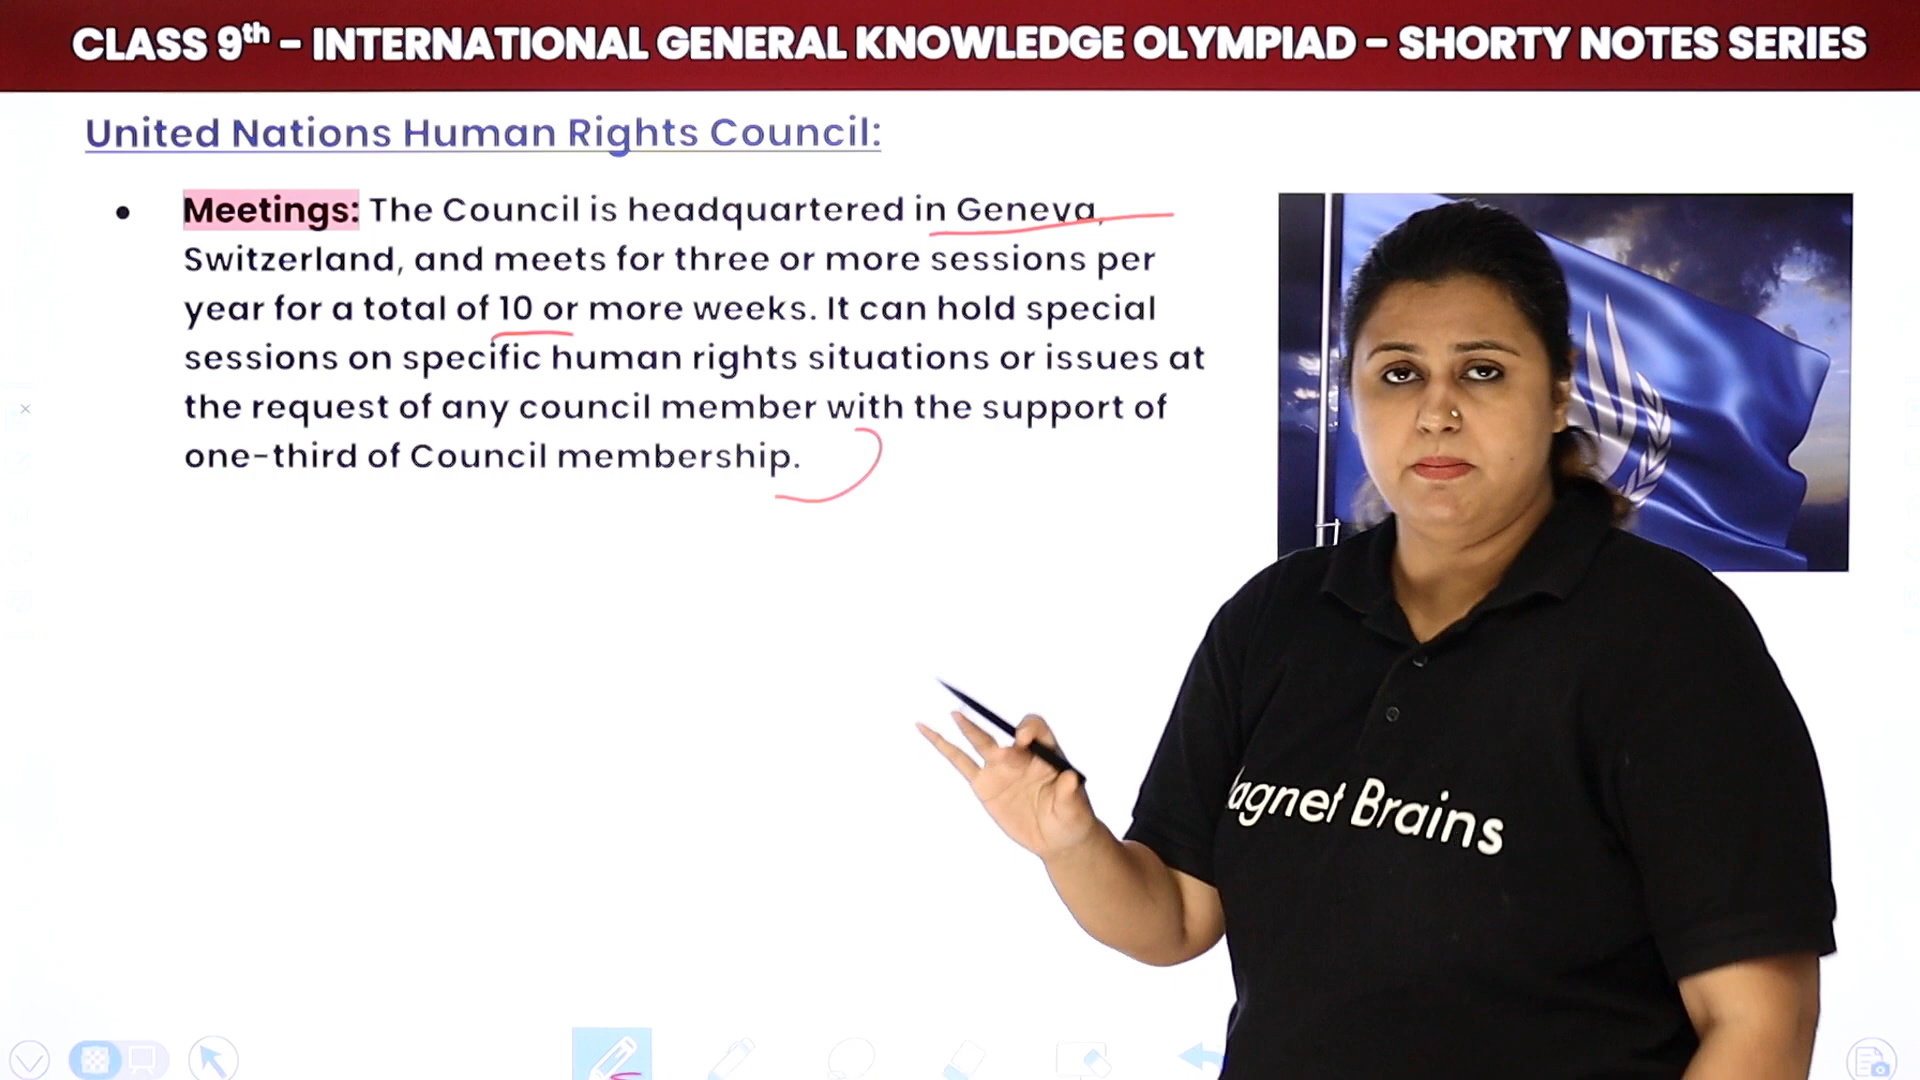 CLASS 9th – INTERNATIONAL GENERAL KNOWLEDGE OLYMPIAD – SHORTY NOTES SERIES
United Nations Human Rights Council:
• Meetings: The Council is headquartered in Geneva,
Switzerland, and meets for three or more sessions per
year for a total of 10 or more weeks. It can hold special
sessions on specific human rights situations or issues at
the request of any council member with the support of
one-third of Council membership.
agnet Brains